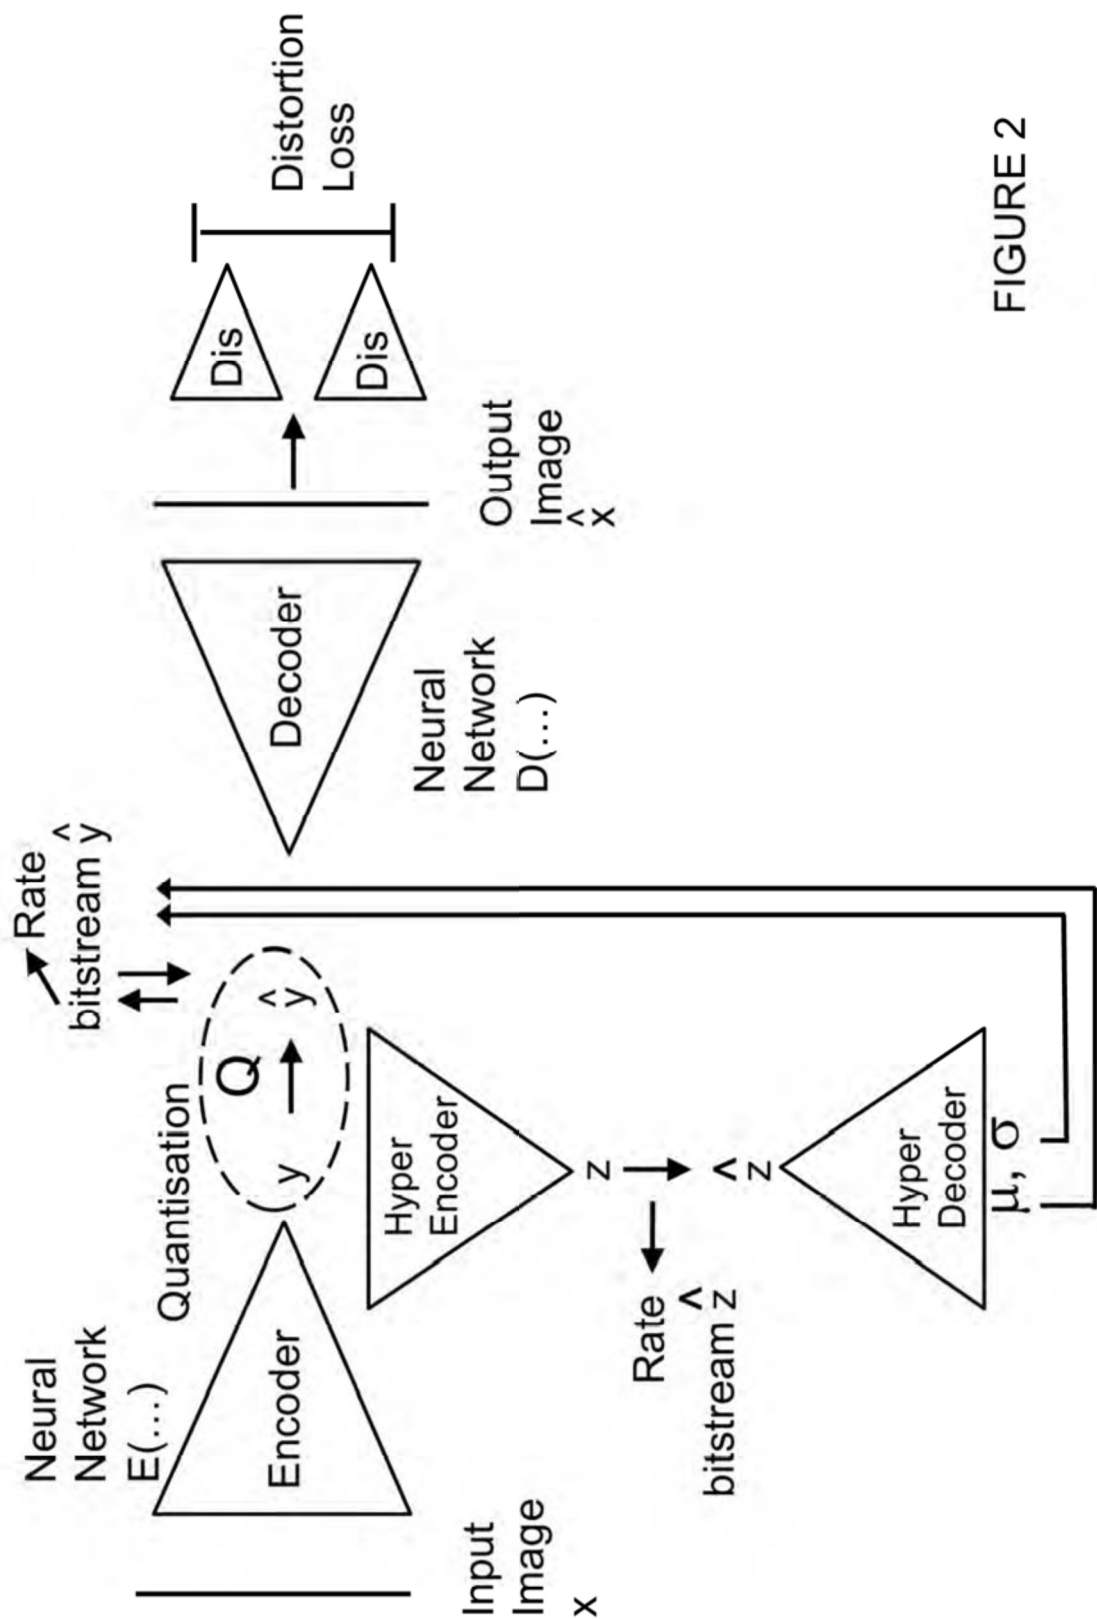 Neural
Network
E(...)
Input
Image
x
Encoder
Quantisation
y
Q
ŷ
Rate
bitstream ŷ
Hyper
Encoder
z
ẑ
Rate
bitstream ẑ
Hyper
Decoder
μ, σ
Decoder
Neural
Network
D(...)
Output
Image
x̂
Dis
Dis
Distortion
Loss
FIGURE 2